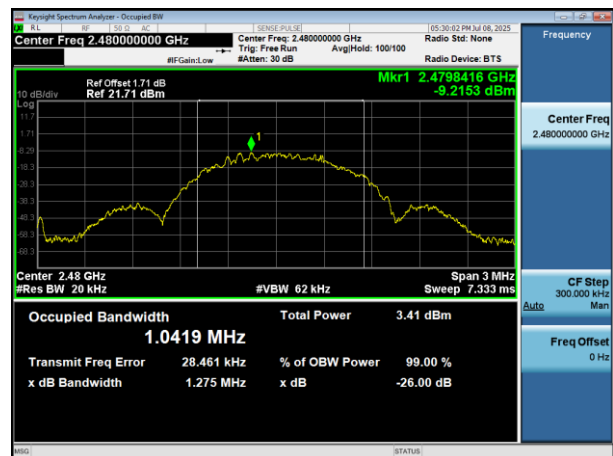 Keysight Spectrum Analyzer - Occupied BW
RL RF 50 Ω AC SENSE:PULSE 05:30:02 PM Jul 08, 2025
Center Freq 2.480000000 GHz Center Freq: 2.480000000 GHz Radio Std: None
Trig: Free Run Avg|Hold: 100/100
#IFGain:Low #Atten: 30 dB Radio Device: BTS
Ref Offset 1.71 dB Mkr1 2.4798416 GHz
10 dB/div Ref 21.71 dBm -9.2153 dBm
Log
11.7
1.71
-8.29
-18.3
-28.3
-38.3
-48.3
-58.3
-68.3
1
Center 2.48 GHz Span 3 MHz
#Res BW 20 kHz #VBW 62 kHz Sweep 7.333 ms
Occupied Bandwidth Total Power 3.41 dBm
1.0419 MHz
Transmit Freq Error 28.461 kHz % of OBW Power 99.00 %
x dB Bandwidth 1.275 MHz x dB -26.00 dB
MSG STATUS
Frequency
Center Freq
2.480000000 GHz
CF Step
300.000 kHz
Auto Man
Freq Offset
0 Hz